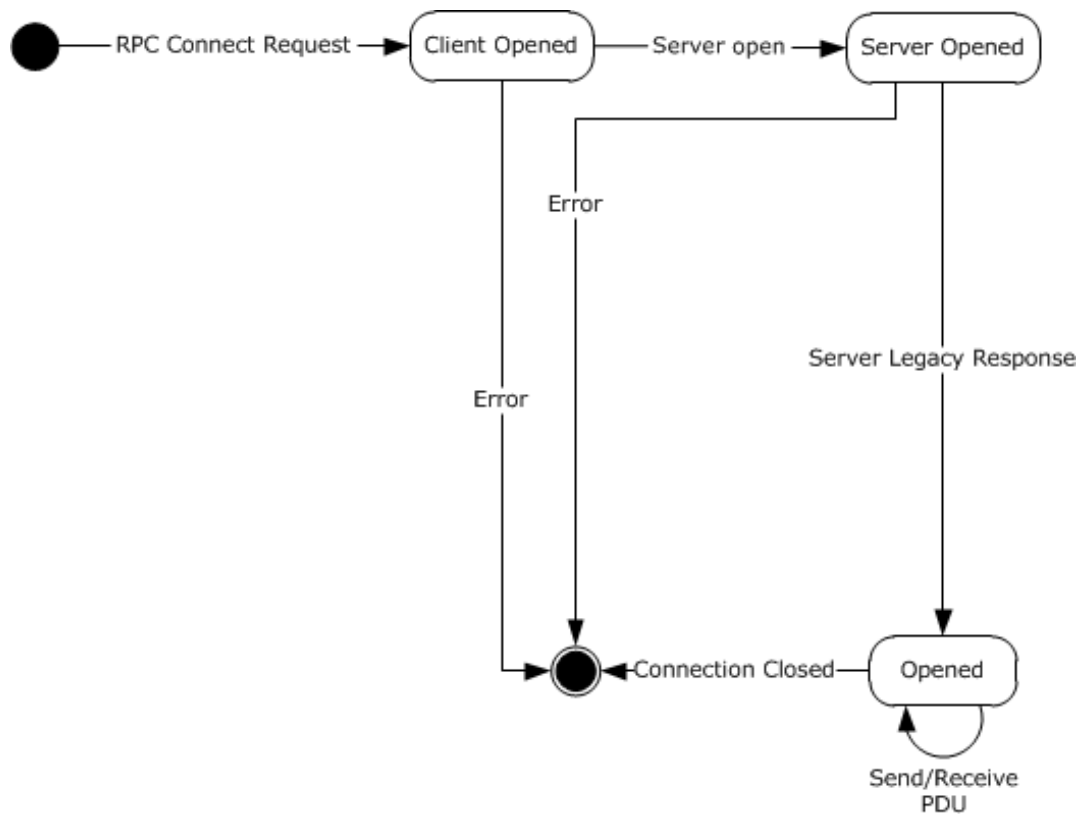 RPC Connect Request
Client Opened
Server open
Server Opened
Error
Server Legacy Response
Error
Connection Closed
Opened
Send/Receive
PDU